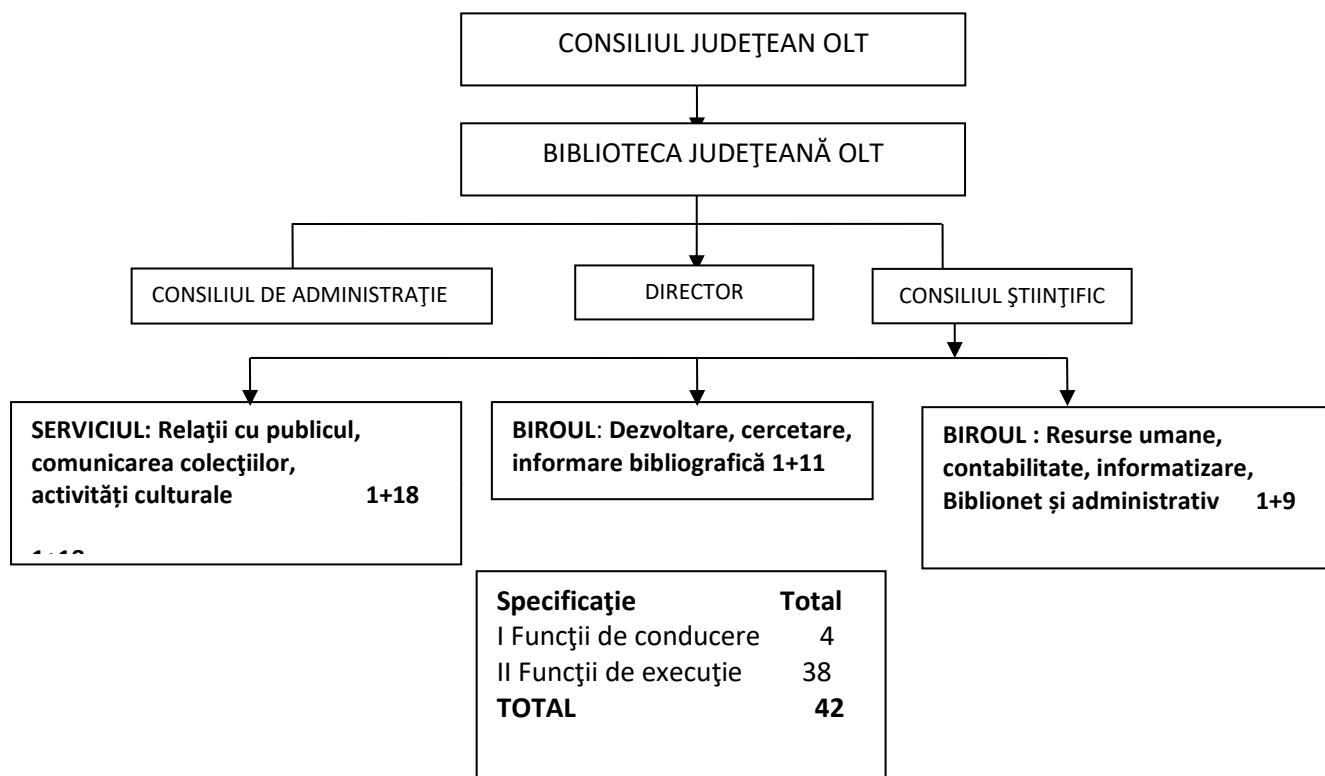 CONSILIUL JUDEŢEAN OLT
BIBLIOTECA JUDEŢEANĂ OLT
CONSILIUL DE ADMINISTRAŢIE
DIRECTOR
CONSILIUL ŞTIINŢIFIC
SERVICIUL: Relaţii cu publicul,
comunicarea colecţiilor,
activități culturale 1+18
BIROUL: Dezvoltare, cercetare,
informare bibliografică 1+11
BIROUL : Resurse umane,
contabilitate, informatizare,
Biblionet și administrativ 1+9
Specificaţie Total
I Funcţii de conducere 4
II Funcţii de execuţie 38
TOTAL 42